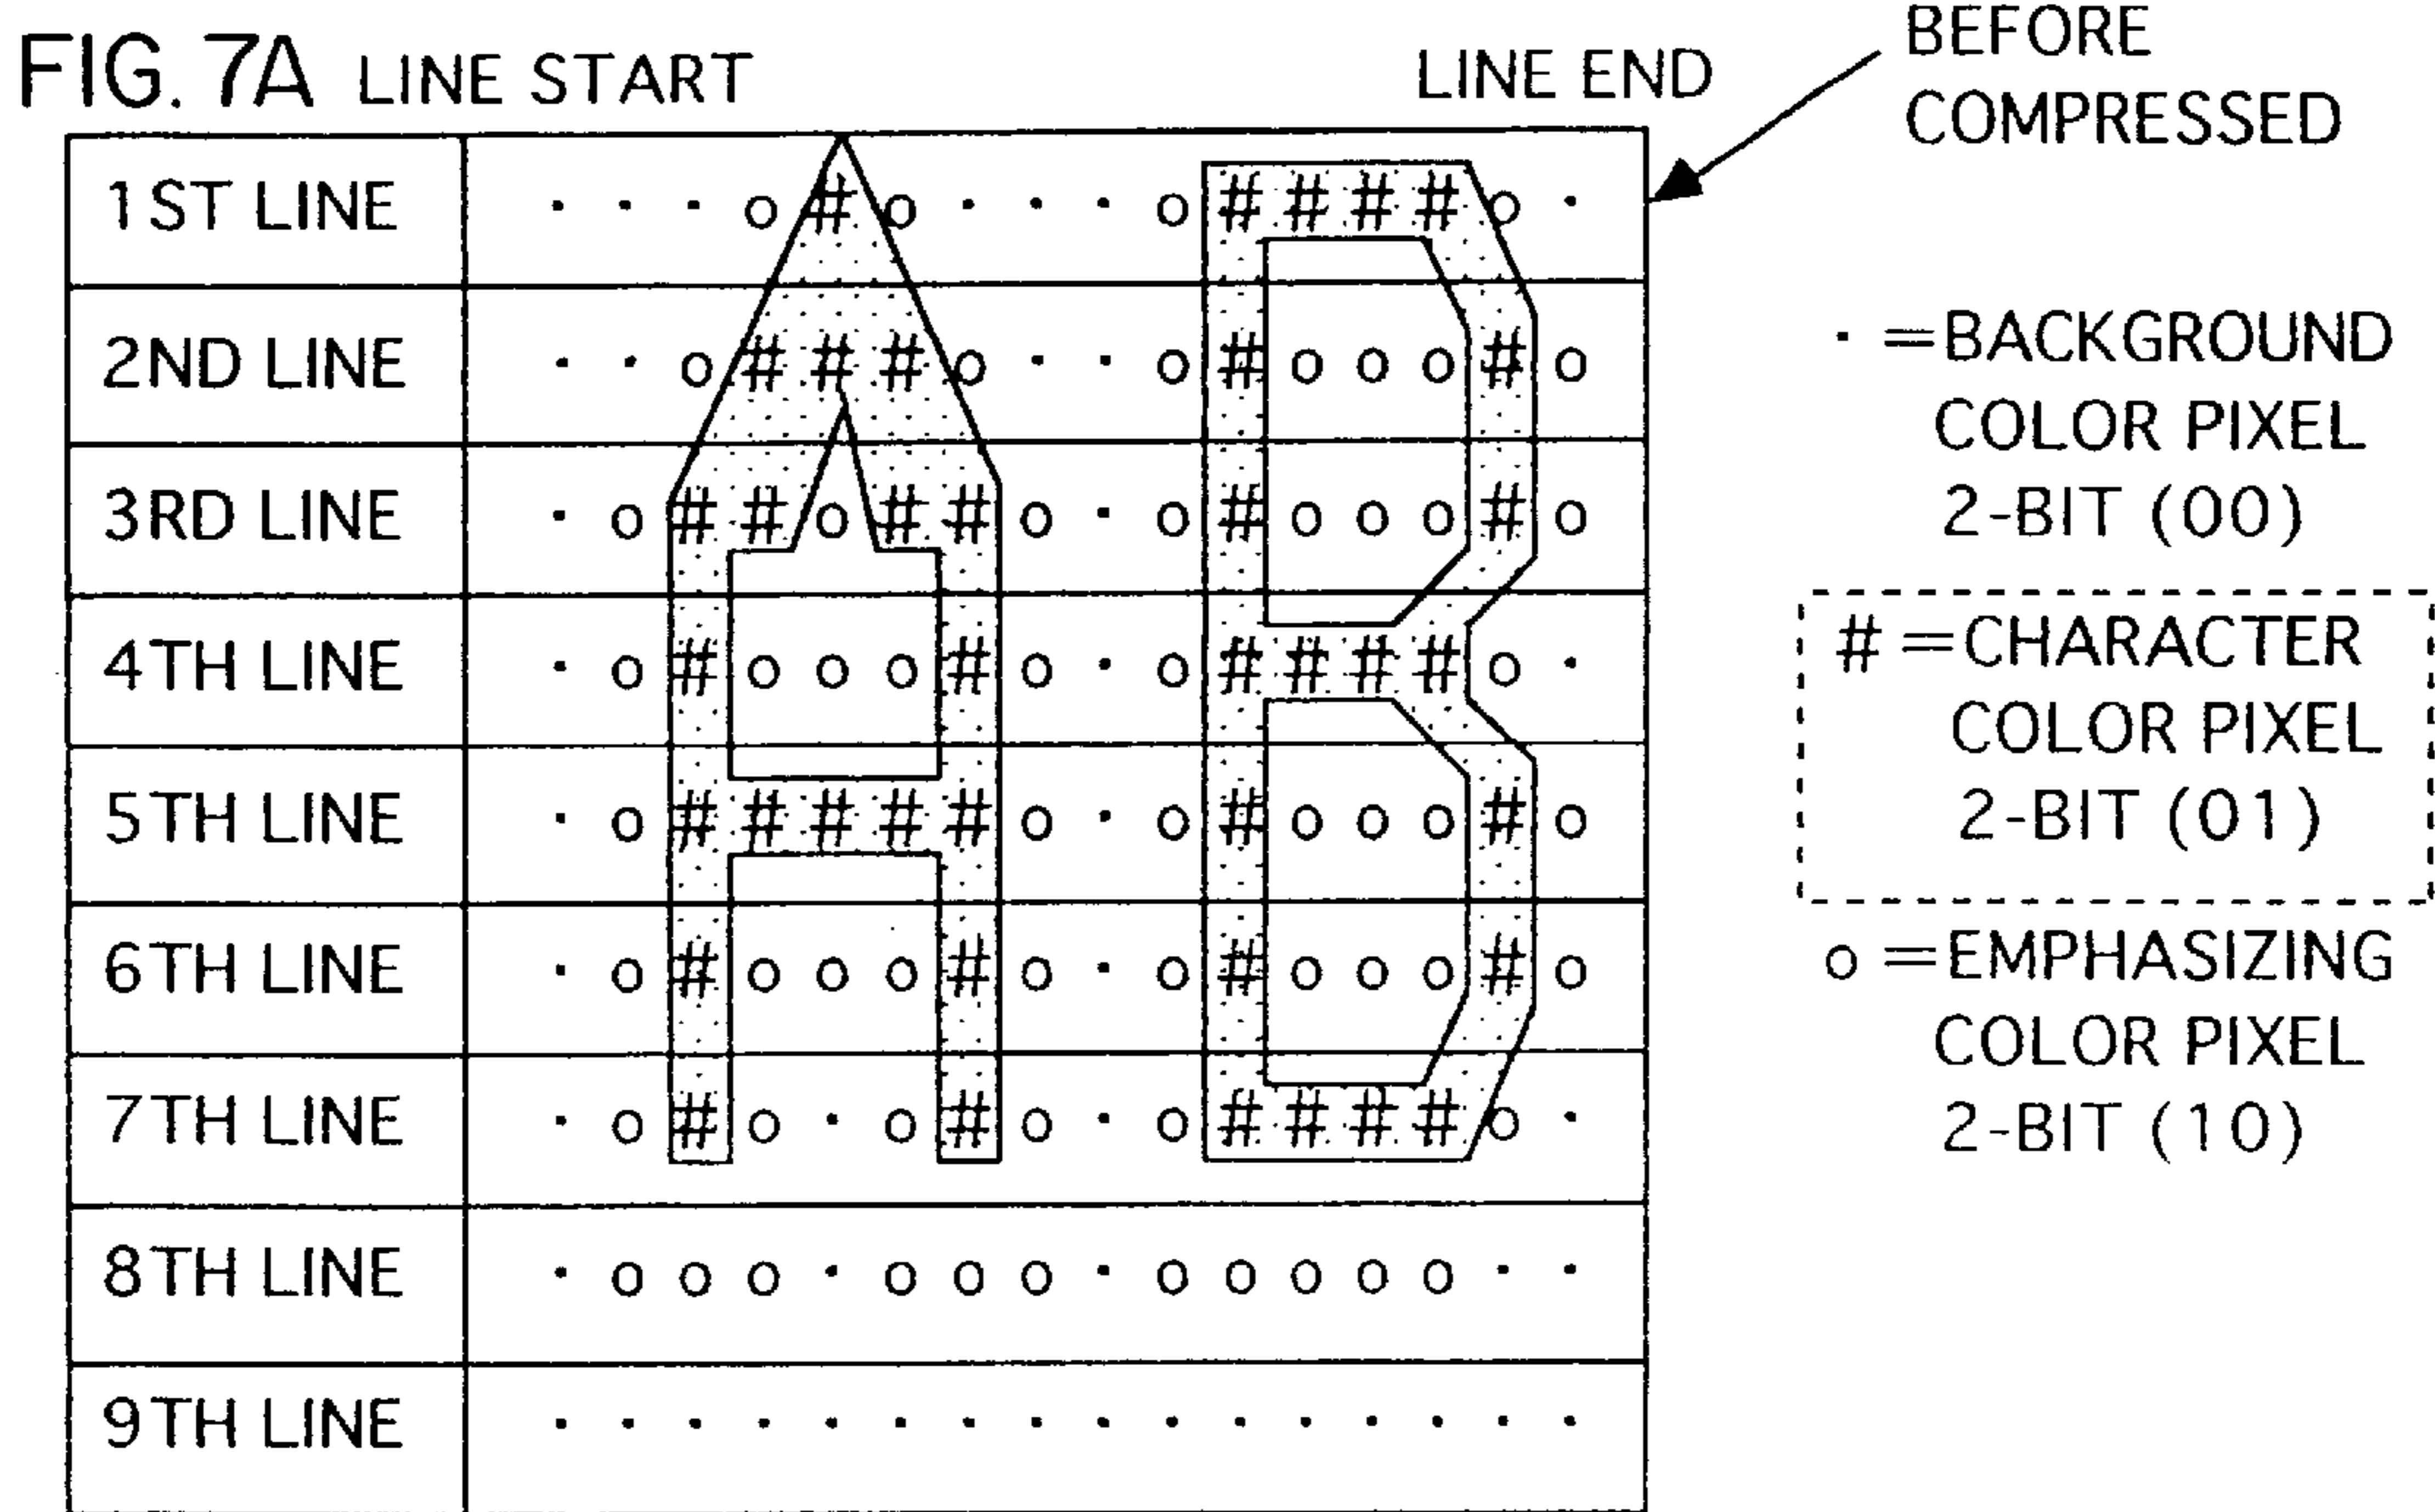 FIG. 7A LINE START LINE END
BEFORE
COMPRESSED
1ST LINE . . . o # o . . . o # # # # o .
2ND LINE . . o # # # o . . o # o o o # o
3RD LINE . o # # o # # o . o # o o o # o
4TH LINE . o # o o o # o . o # # # # o .
5TH LINE . o # # # # # o . o # o o o # o
6TH LINE . o # o o o # o . o # o o o # o
7TH LINE . o # o . o # o . o # # # # o .
8TH LINE . o o o . o o o . o o o o o . .
9TH LINE . . . . . . . . . . . . . . . .
· =BACKGROUND
COLOR PIXEL
2-BIT (00)
# =CHARACTER
COLOR PIXEL
2-BIT (01)
o =EMPHASIZING
COLOR PIXEL
2-BIT (10)